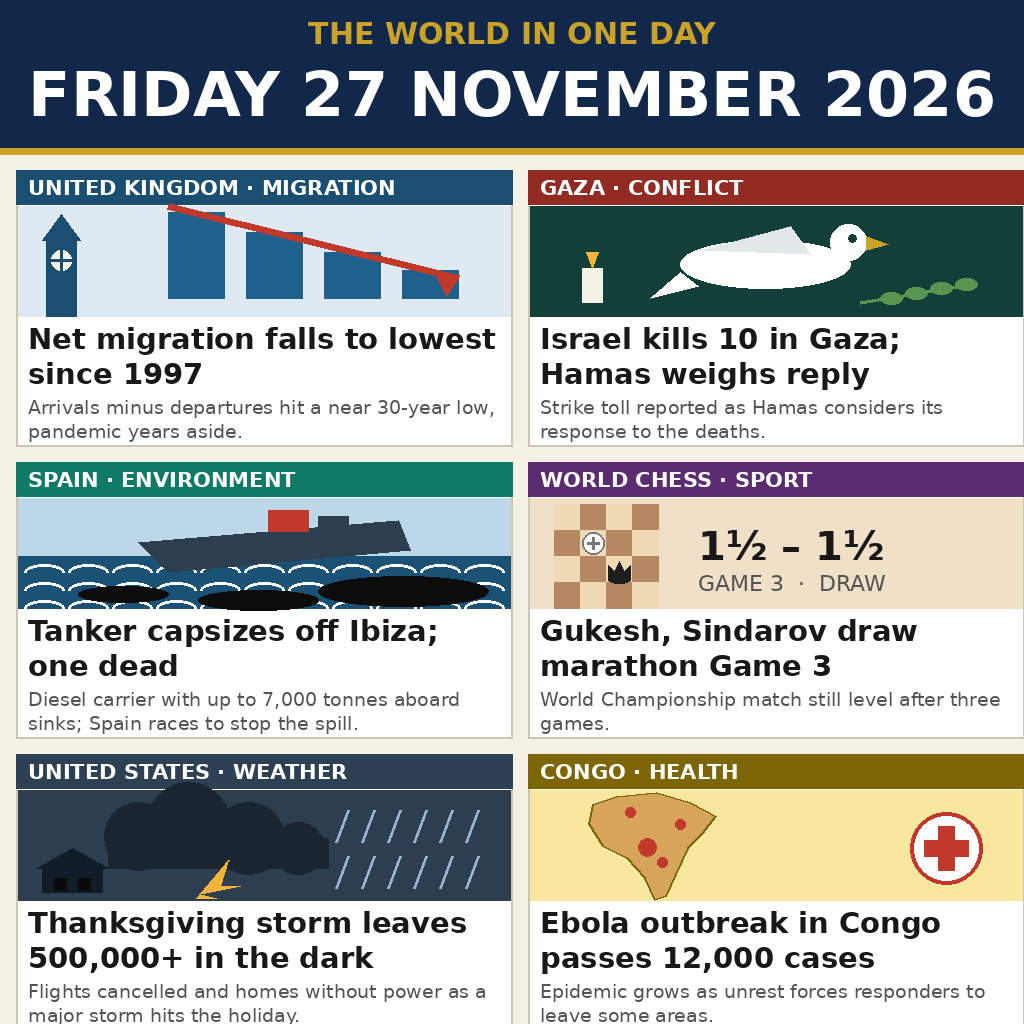 THE WORLD IN ONE DAY
FRIDAY 27 NOVEMBER 2026
UNITED KINGDOM · MIGRATION
Net migration falls to lowest
since 1997
Arrivals minus departures hit a near 30-year low,
pandemic years aside.
GAZA · CONFLICT
Israel kills 10 in Gaza;
Hamas weighs reply
Strike toll reported as Hamas considers its
response to the deaths.
SPAIN · ENVIRONMENT
Tanker capsizes off Ibiza;
one dead
Diesel carrier with up to 7,000 tonnes aboard
sinks; Spain races to stop the spill.
WORLD CHESS · SPORT
1½ – 1½
GAME 3 · DRAW
Gukesh, Sindarov draw
marathon Game 3
World Championship match still level after three
games.
UNITED STATES · WEATHER
Thanksgiving storm leaves
500,000+ in the dark
Flights cancelled and homes without power as a
major storm hits the holiday.
CONGO · HEALTH
Ebola outbreak in Congo
passes 12,000 cases
Epidemic grows as unrest forces responders to
leave some areas.